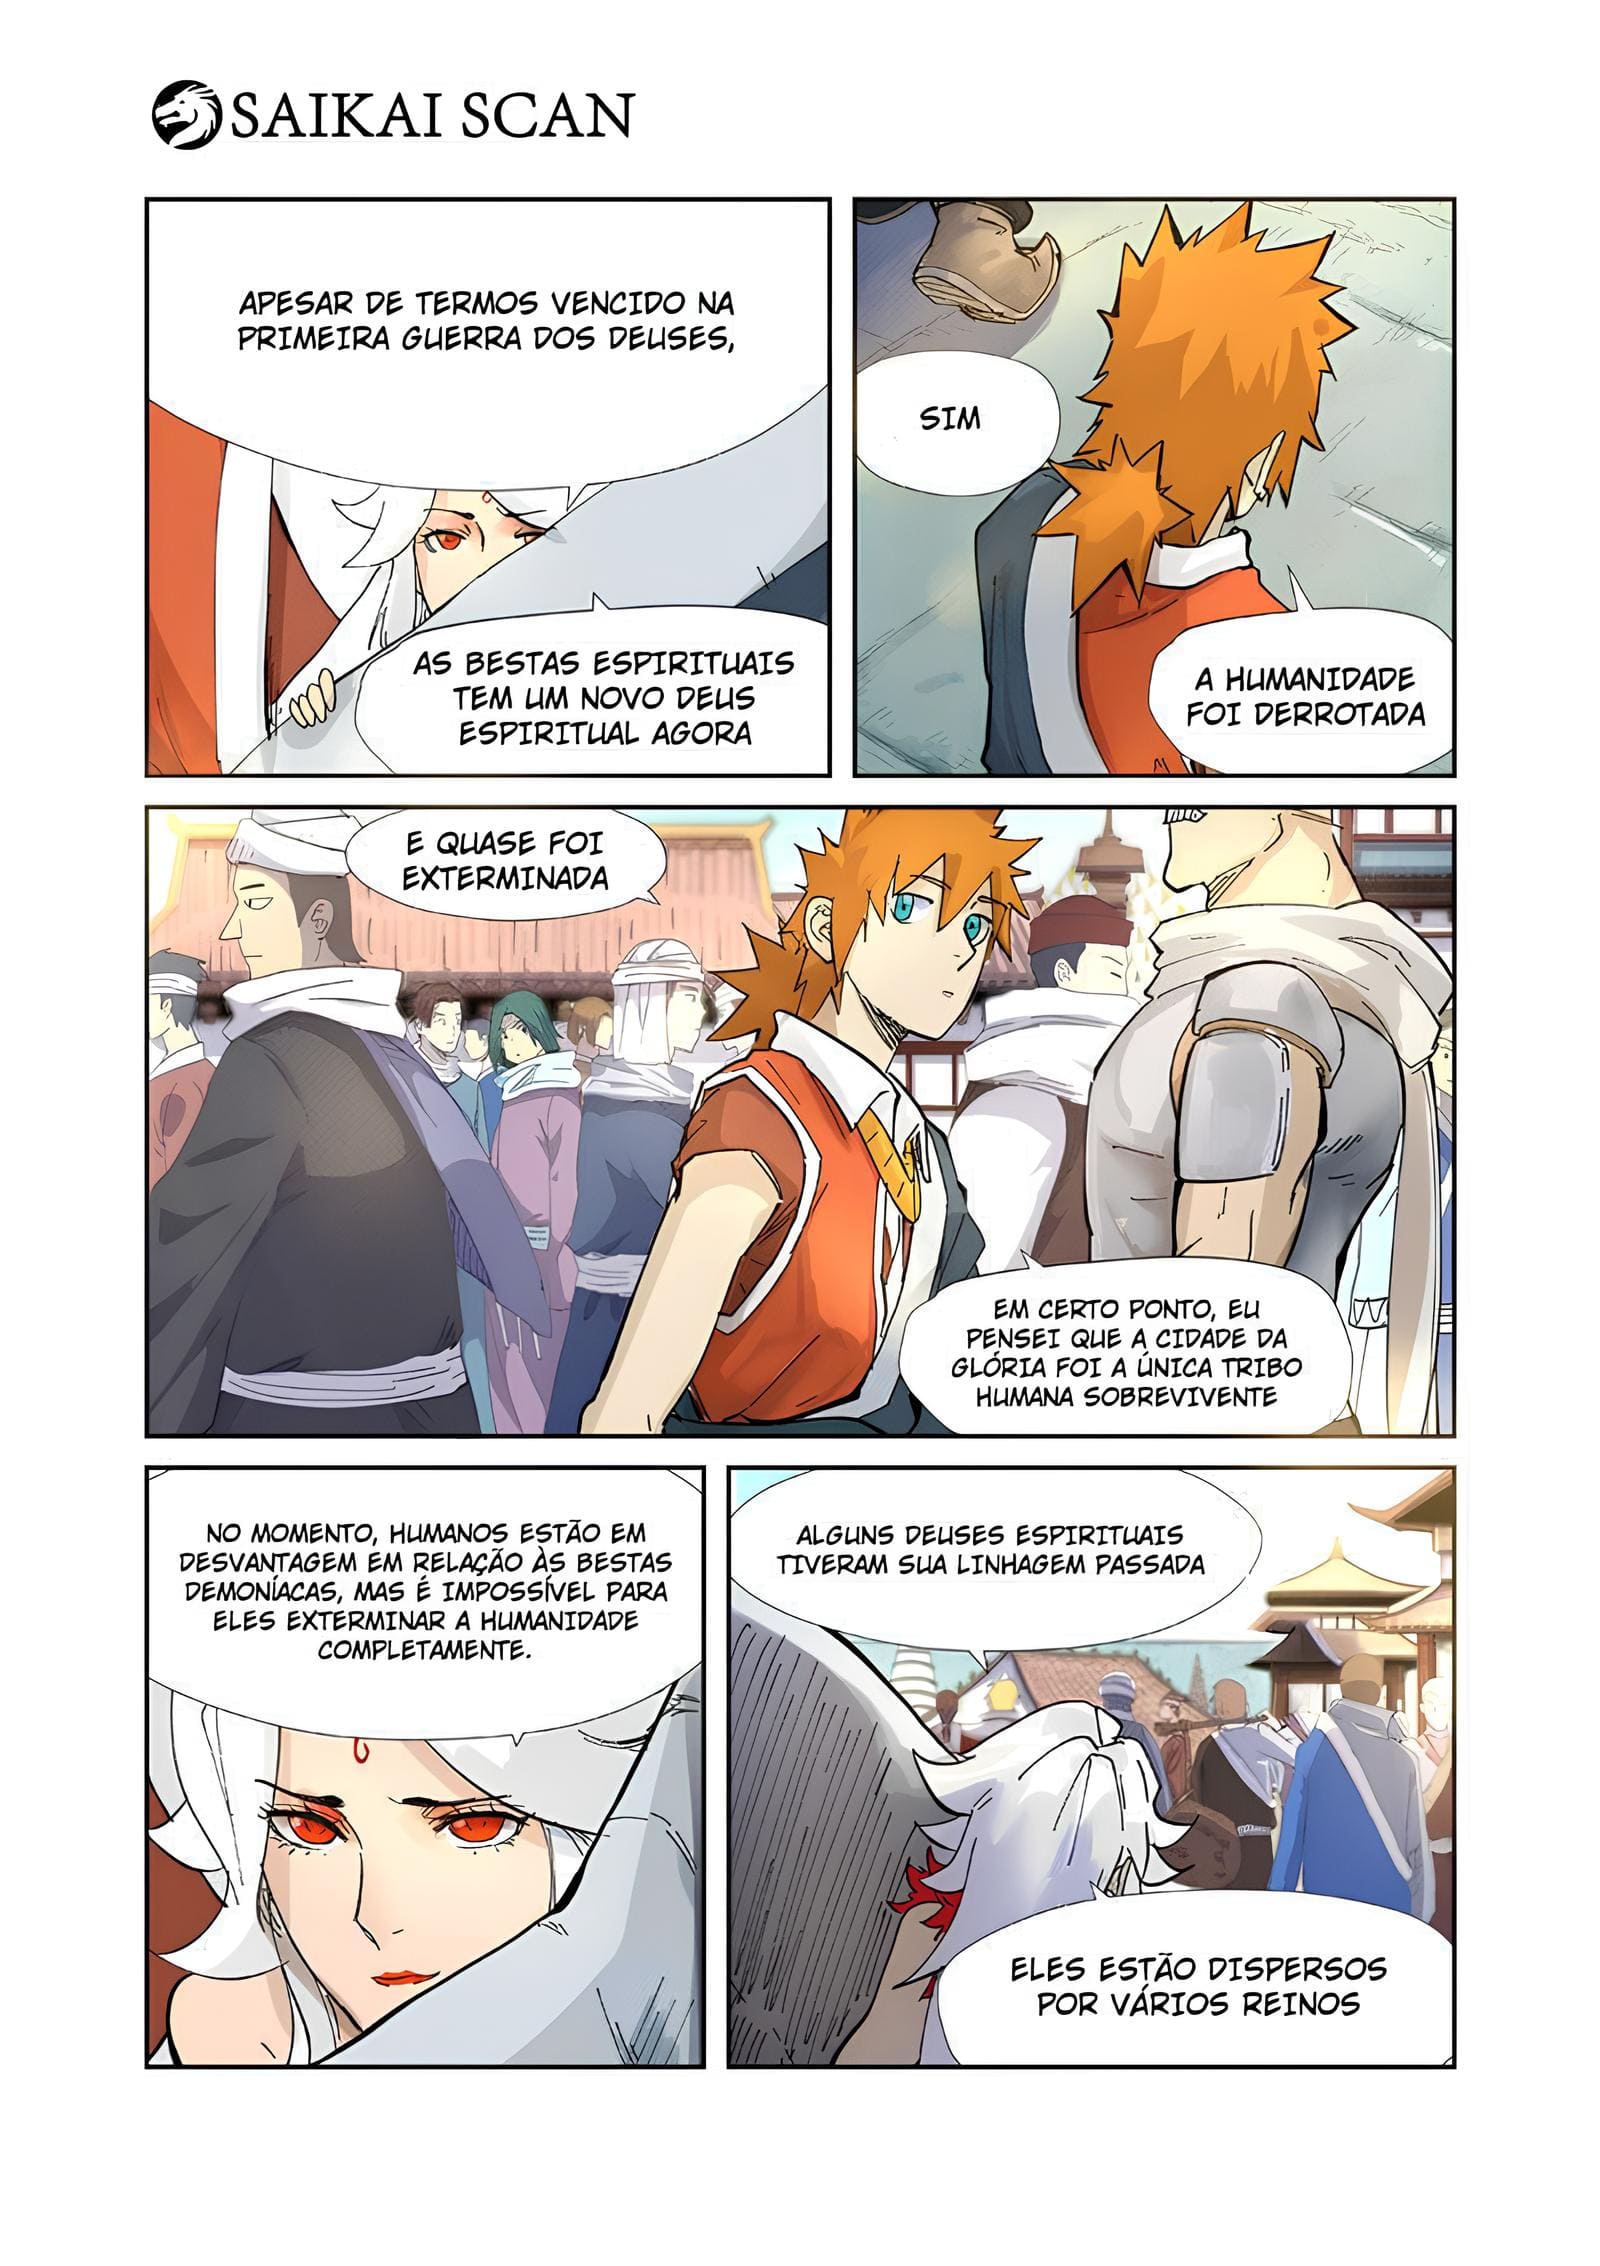 SAIKAI SCAN
APESAR DE TERMOS VENCIDO NA
PRIMEIRA GUERRA DOS DEUSES,
AS BESTAS ESPIRITUAIS
TEM UM NOVO DEUS
ESPIRITUAL AGORA
SIM
A HUMANIDADE
FOI DERROTADA
E QUASE FOI
EXTERMINADA
EM CERTO PONTO, EU
PENSEI QUE A CIDADE DA
GLÓRIA FOI A ÚNICA TRIBO
HUMANA SOBREVIVENTE
NO MOMENTO, HUMANOS ESTÃO EM
DESVANTAGEM EM RELAÇÃO ÀS BESTAS
DEMONÍACAS, MAS É IMPOSSÍVEL PARA
ELES EXTERMINAR A HUMANIDADE
COMPLETAMENTE.
ALGUNS DEUSES ESPIRITUAIS
TIVERAM SUA LINHAGEM PASSADA
ELES ESTÃO DISPERSOS
POR VÁRIOS REINOS